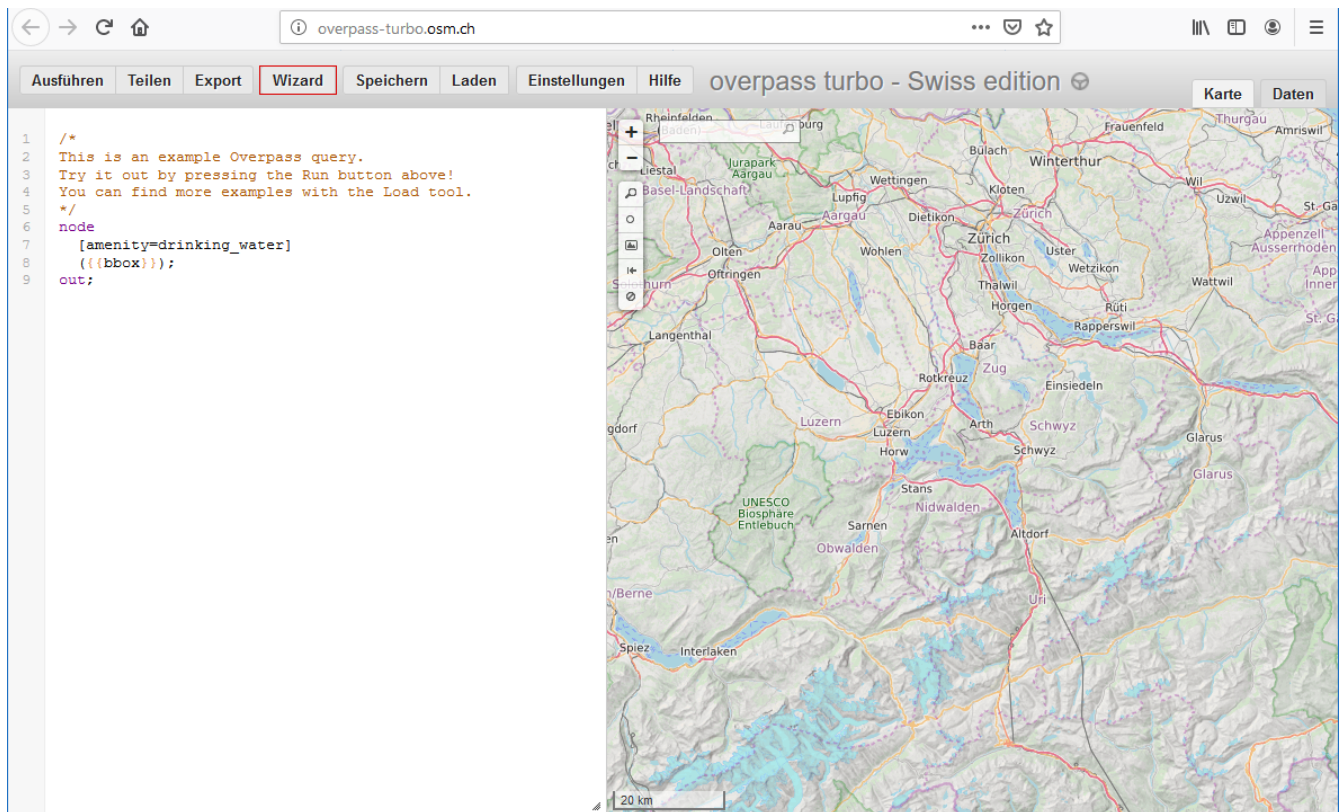 overpass-turbo.osm.ch
Ausführen Teilen Export Wizard Speichern Laden Einstellungen Hilfe overpass turbo - Swiss edition Karte Daten
1 /*
2 This is an example Overpass query.
3 Try it out by pressing the Run button above!
4 You can find more examples with the Load tool.
5 */
6 node
7 [amenity=drinking_water]
8 ({{bbox}});
9 out;
+
−
Rheinfelden
(Baden)
Frauenfeld
Thurgau
Amriswil
Bülach
Winterthur
Liestal
Jurapark
Aargau
Basel-Landschaft
Wettingen
Kloten
Wil
Uzwil
Lupfig
Aargau
Dietikon
Zürich
Aarau
Zürich
Appenzell
Ausserrhoden
Olten
Wohlen
Zollikon
Uster
Wetzikon
Oftringen
Thalwil
Wattwil
Horgen
Rüti
Rapperswil
Langenthal
Baar
Zug
Rotkreuz
Einsiedeln
Ebikon
Luzern
Luzern
Arth
Schwyz
Glarus
Horw
Schwyz
Glarus
Stans
UNESCO
Biosphäre
Entlebuch
Nidwalden
Sarnen
Altdorf
Obwalden
n/Berne
Uri
Spiez
Interlaken
20 km